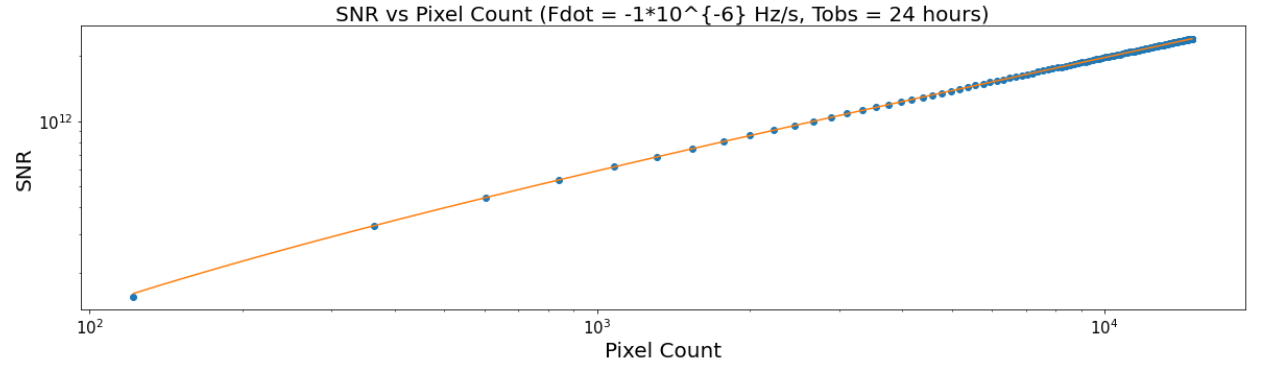 SNR vs Pixel Count (Fdot = -1*10^{-6} Hz/s, Tobs = 24 hours)
10¹²
SNR
10² 10³ 10⁴
Pixel Count